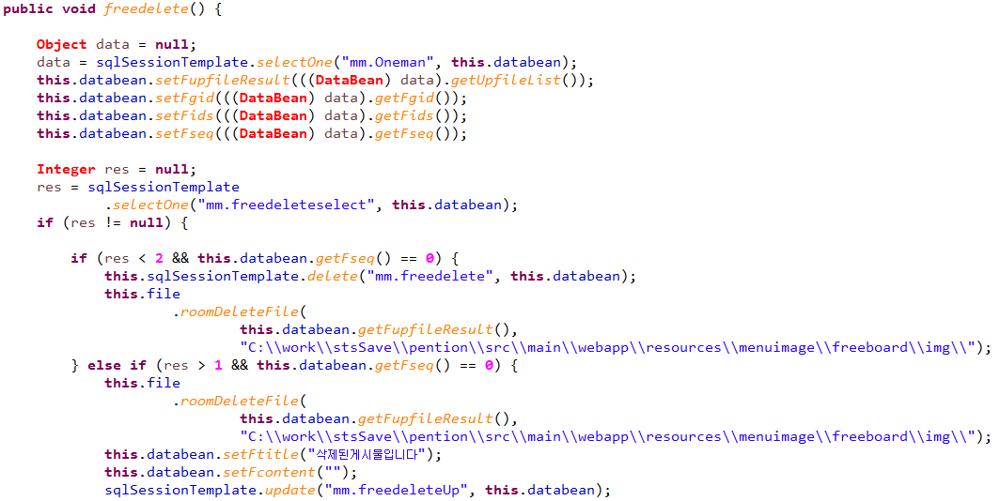 public void freedelete() {
Object data = null;
data = sqlSessionTemplate.selectOne("mm.Oneman", this.databean);
this.databean.setFupfileResult(((DataBean) data).getUpfileList());
this.databean.setFgid(((DataBean) data).getFgid());
this.databean.setFids(((DataBean) data).getFids());
this.databean.setFseq(((DataBean) data).getFseq());
Integer res = null;
res = sqlSessionTemplate
.selectOne("mm.freedeleteselect", this.databean);
if (res != null) {
if (res < 2 && this.databean.getFseq() == 0) {
this.sqlSessionTemplate.delete("mm.freedelete", this.databean);
this.file
.roomDeleteFile(
this.databean.getFupfileResult(),
"C:\\work\\stsSave\\pention\\src\\main\\webapp\\resources\\menuimage\\freeboard\\img\\");
} else if (res > 1 && this.databean.getFseq() == 0) {
this.file
.roomDeleteFile(
this.databean.getFupfileResult(),
"C:\\work\\stsSave\\pention\\src\\main\\webapp\\resources\\menuimage\\freeboard\\img\\");
this.databean.setFtitle("삭제된게시물입니다");
this.databean.setFcontent("");
sqlSessionTemplate.update("mm.freedeleteUp", this.databean);